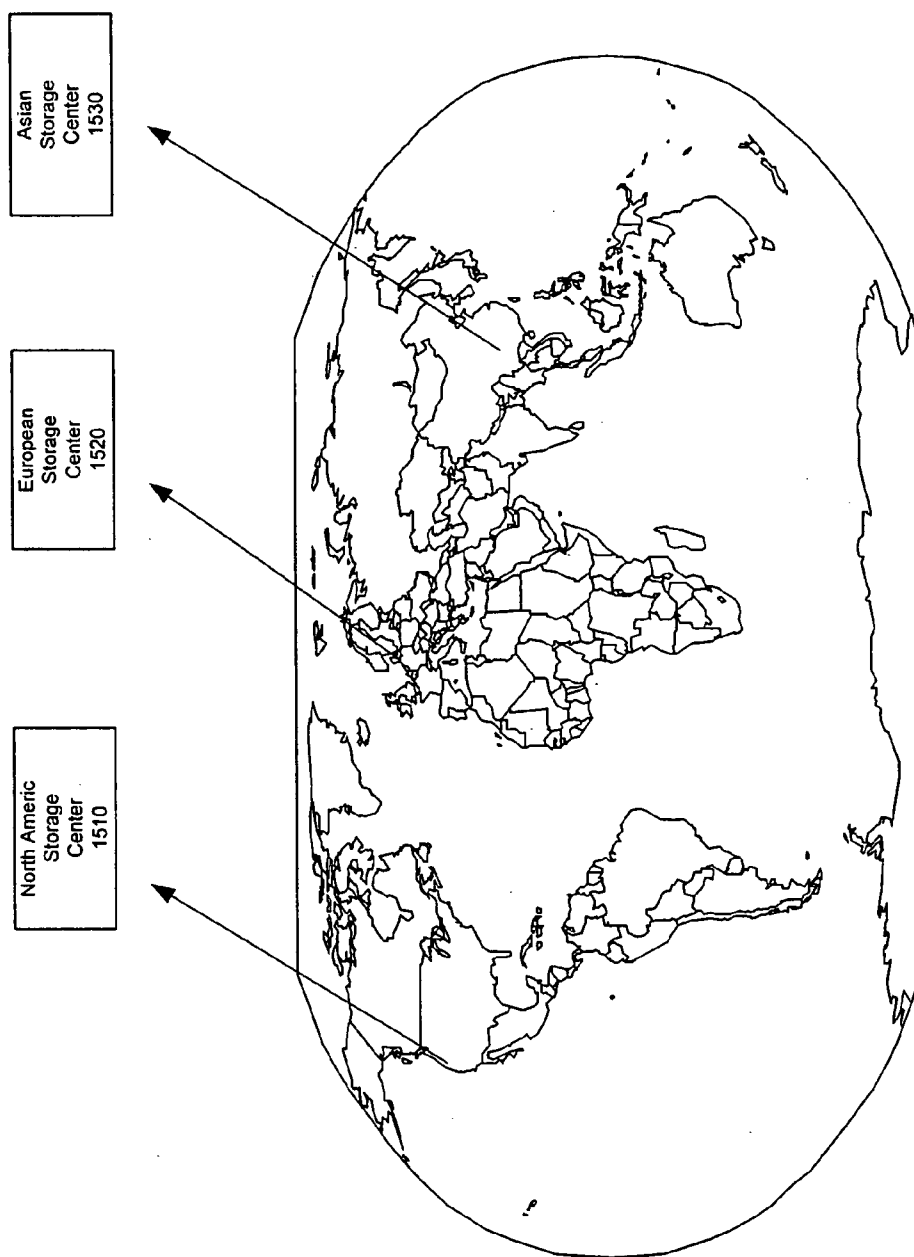 Asian
Storage
Center
1530
European
Storage
Center
1520
North Americ
Storage
Center
1510